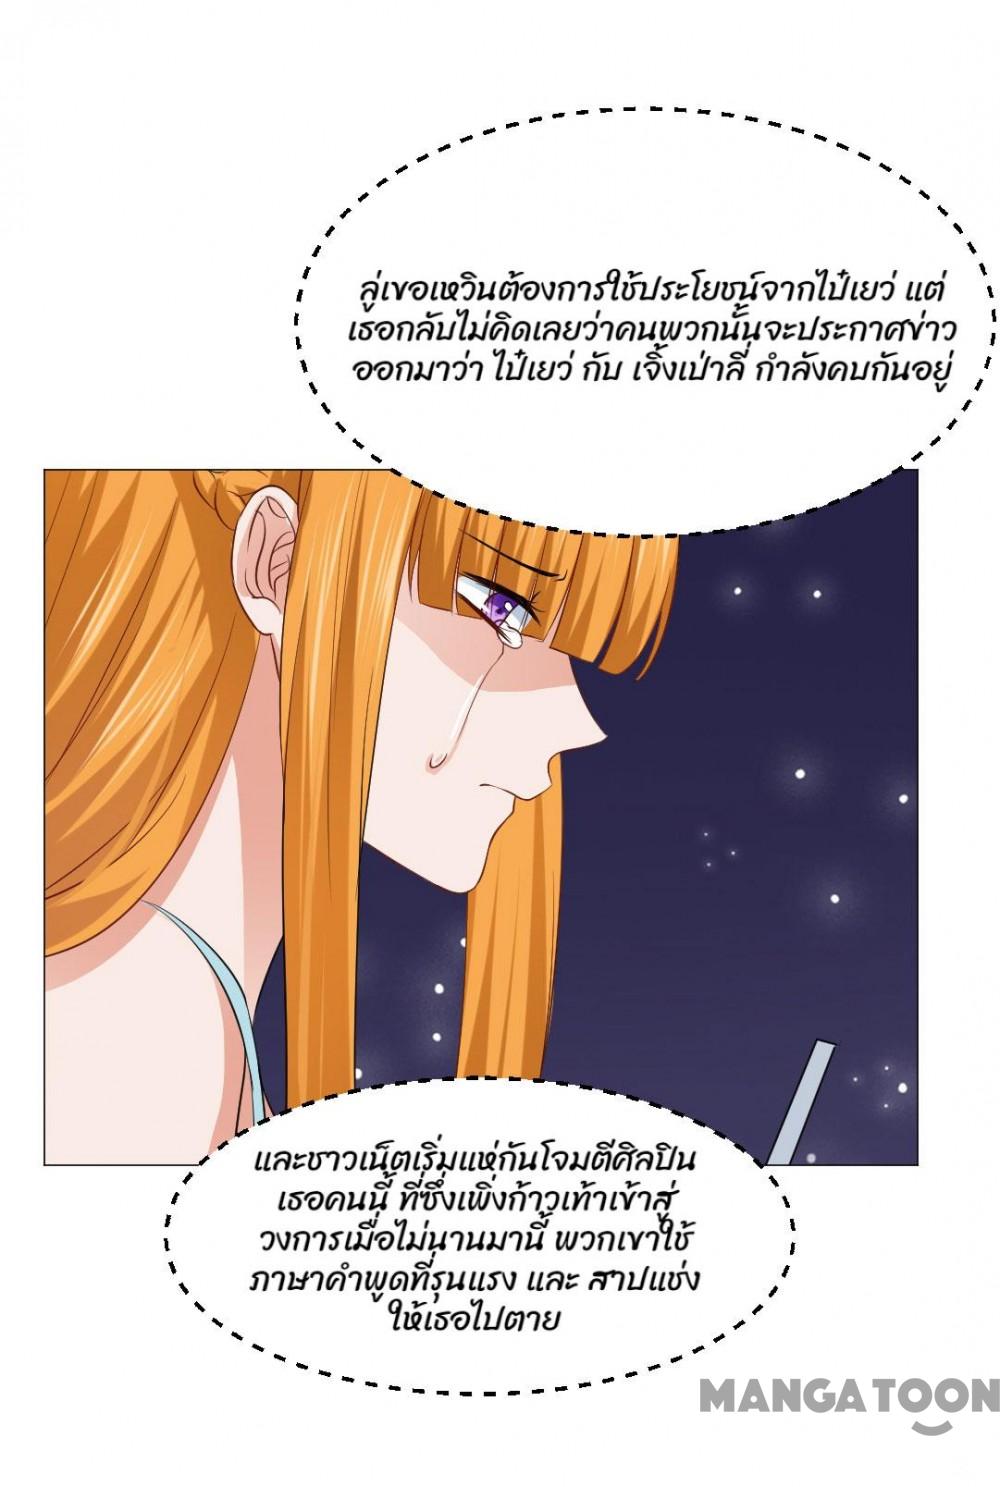 ลู่เขอเหวินต้องการใช้ประโยชน์จากไป๋เยว่ แต่
เธอกลับไม่คิดเลยว่าคนพวกนั้นจะประกาศข่าว
ออกมาว่า ไป๋เยว่ กับ เจิ้งเป่าลี่ กำลังคบกันอยู่
และชาวเน็ตเริ่มแห่กันโจมตีศิลปิน
เธอคนนี้ ที่ซึ่งเพิ่งก้าวเท้าเข้าสู่
วงการเมื่อไม่นานมานี้ พวกเขาใช้
ภาษาคำพูดที่รุนแรง และ สาปแช่ง
ให้เธอไปตาย
MANGATOON